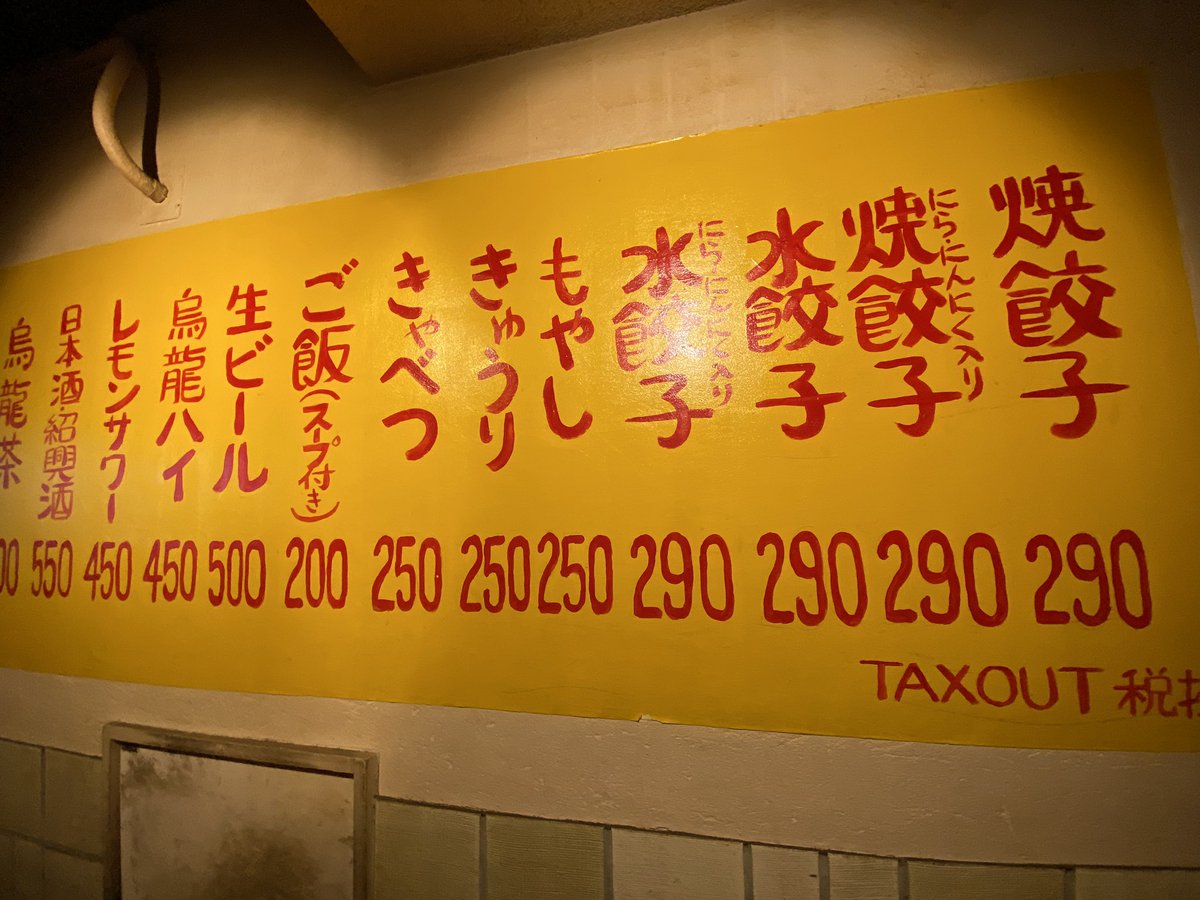 焼餃子
290
にら・にんにく入り
焼餃子
290
水餃子
290
にら・にんにく入り
水餃子
290
もやし
250
きゅうり
250
きゃべつ
250
ご飯(スープ付き)
200
生ビール
500
烏龍ハイ
450
レモンサワー
450
日本酒・紹興酒
550
烏龍茶
00
TAXOUT 税